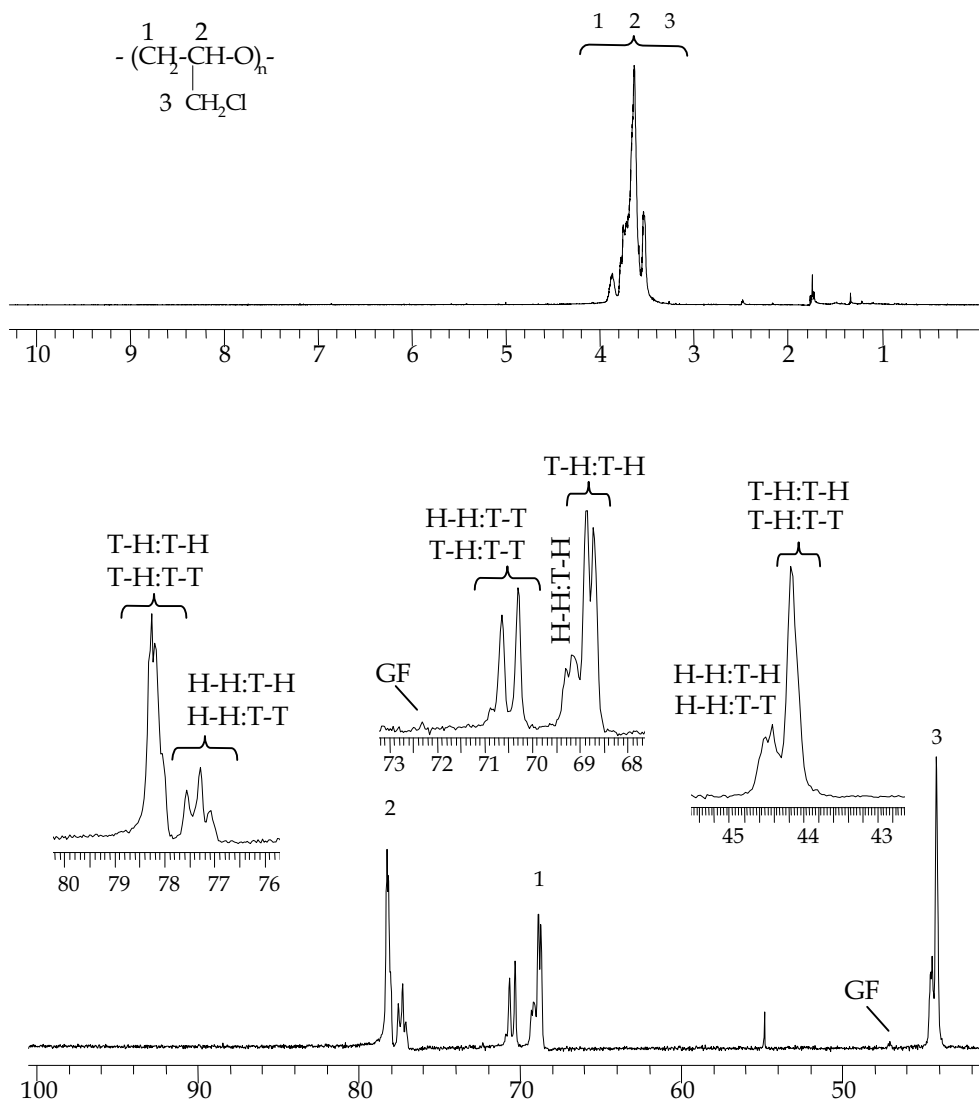 1 2 3
1 2
- (CH2-CH-O)n-
3 CH2Cl
10 9 8 7 6 5 4 3 2 1
T-H:T-H
T-H:T-H
T-H:T-T
H-H:T-T
T-H:T-T
H-H:T-H
T-H:T-H
T-H:T-T
GF
H-H:T-H
H-H:T-T
H-H:T-H
H-H:T-T
3
73 72 71 70 69 68
2
45 44 43
80 79 78 77 76
1
GF
100 90 80 70 60 50